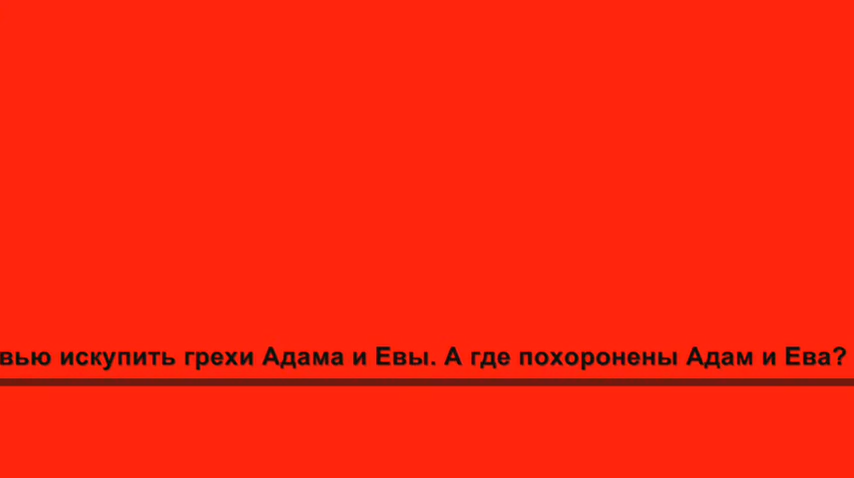 вью искупить грехи Адама и Евы. А где похоронены Адам и Ева?